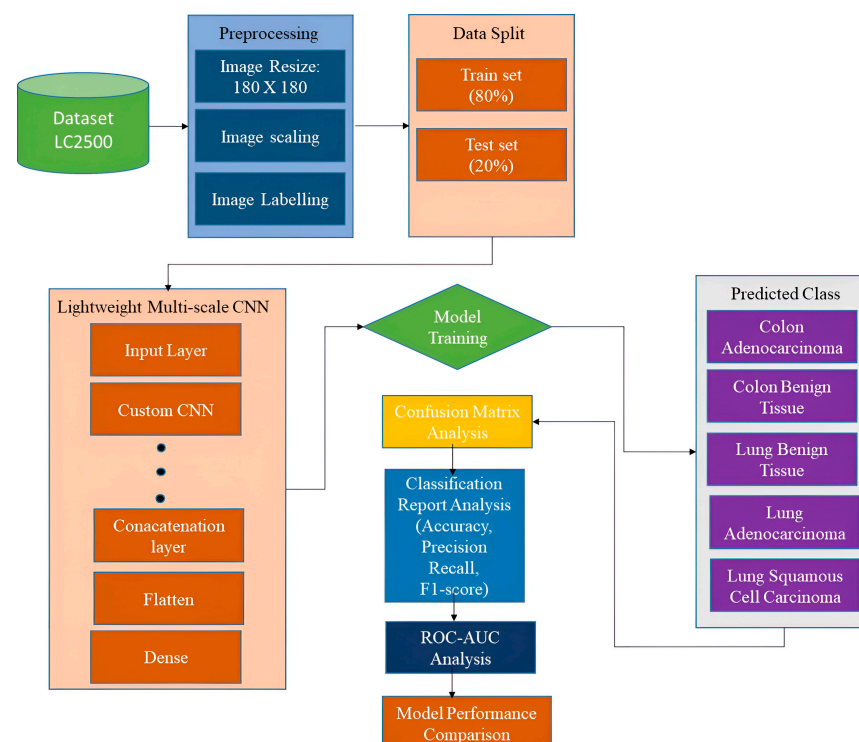 Dataset
LC2500
Preprocessing
Image Resize:
180 X 180
Image scaling
Image Labelling
Data Split
Train set
(80%)
Test set
(20%)
Lightweight Multi-scale CNN
Input Layer
Custom CNN
Conacatenation
layer
Flatten
Dense
Model
Training
Predicted Class
Colon
Adenocarcinoma
Colon Benign
Tissue
Lung Benign
Tissue
Lung
Adenocarcinoma
Lung Squamous
Cell Carcinoma
Confusion Matrix
Analysis
Classification
Report Analysis
(Accuracy,
Precision
Recall,
F1-score)
ROC-AUC
Analysis
Model Performance
Comparison